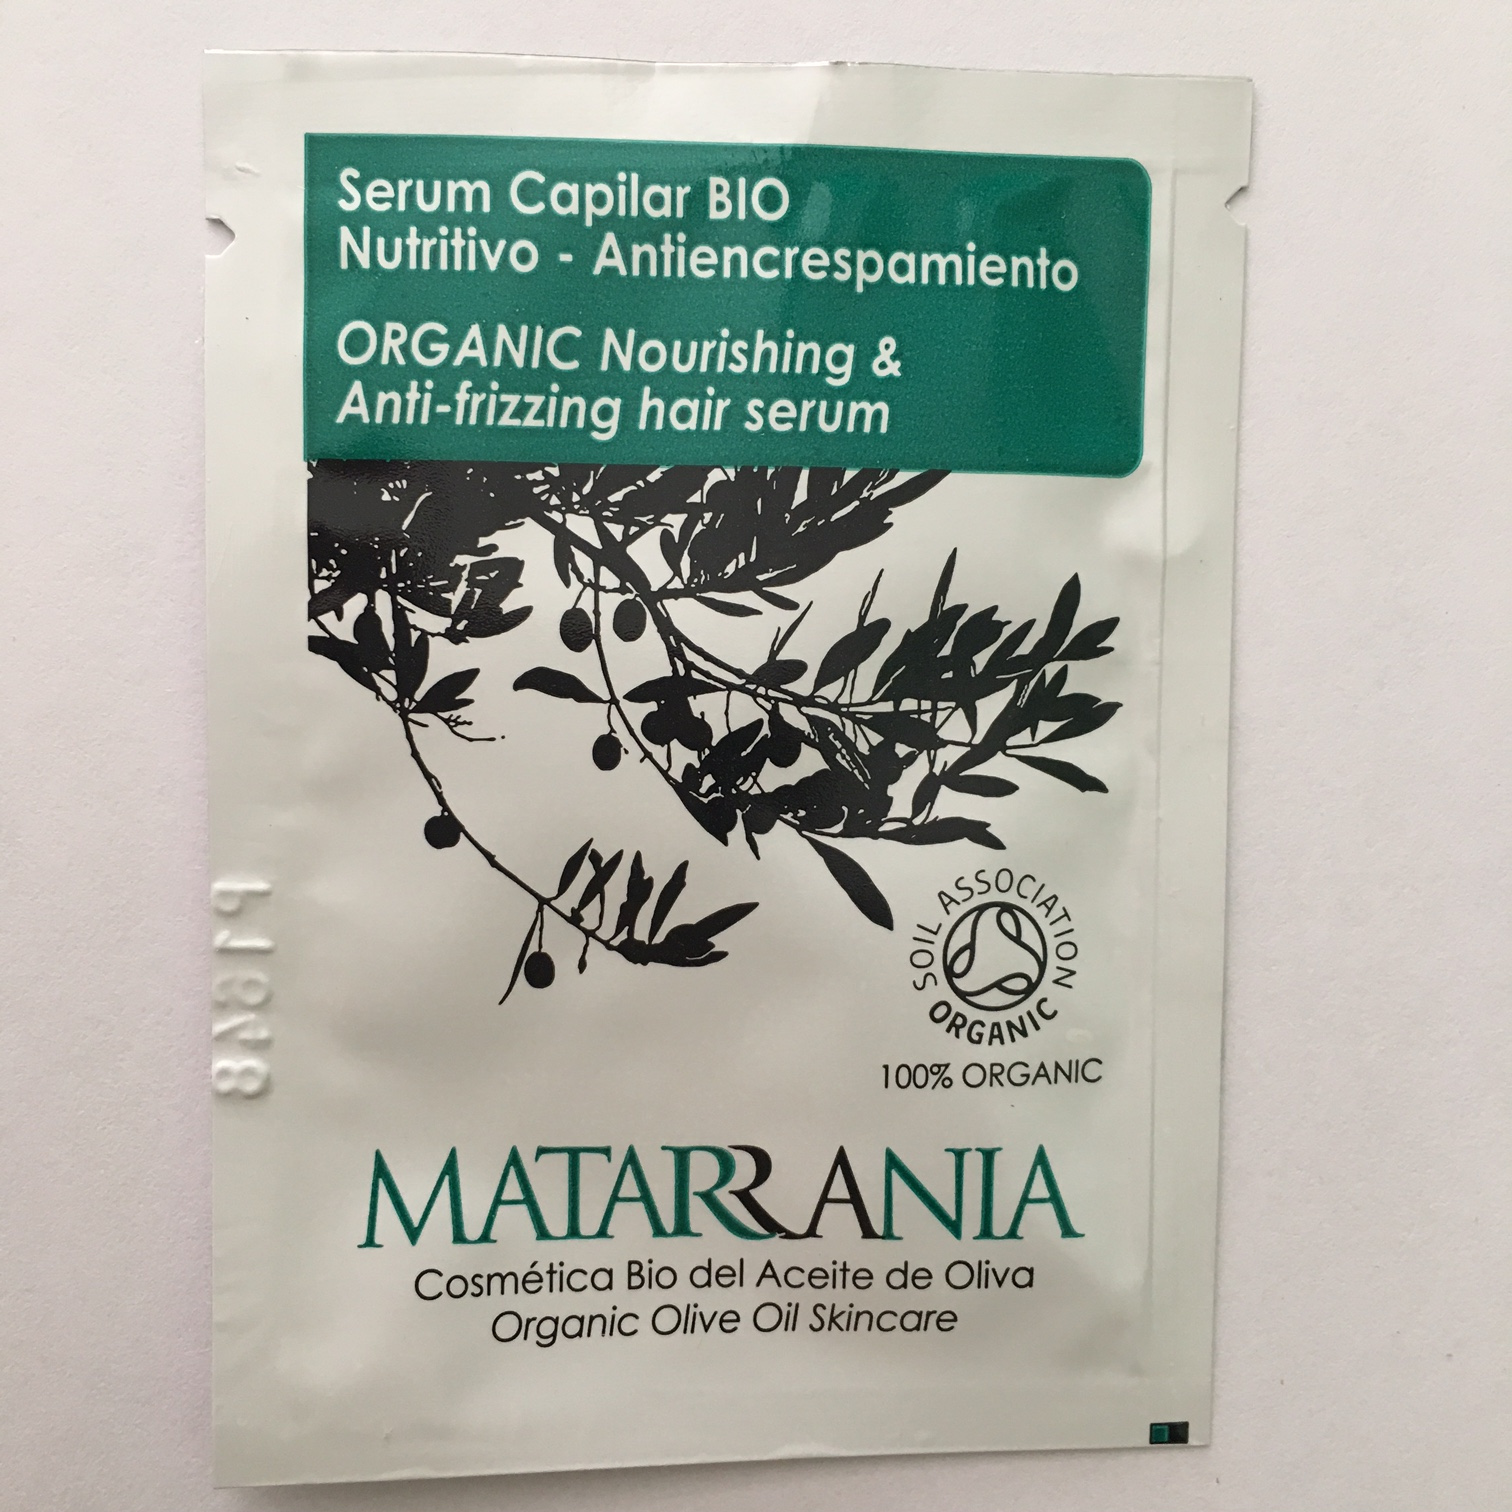 Serum Capilar BIO
Nutritivo - Antiencrespamiento
ORGANIC Nourishing &
Anti-frizzing hair serum
SOIL ASSOCIATION
ORGANIC
100% ORGANIC
MATARRANIA
Cosmética Bio del Aceite de Oliva
Organic Olive Oil Skincare